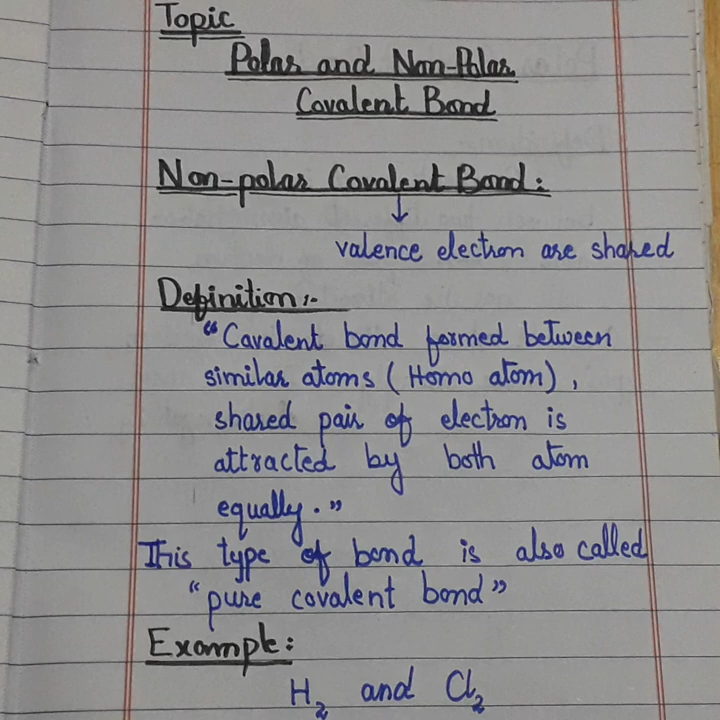 Topic
Polar and Non-Polar
Covalent Bond
Non-polar Covalent Bond:
↓
valence electron are shared
Definition:-
"Covalent bond formed between
similar atoms (Homo atom),
shared pair of electron is
attracted by both atom
equally."
This type of bond is also called
"pure covalent bond"
Example:
H₂ and Cl₂